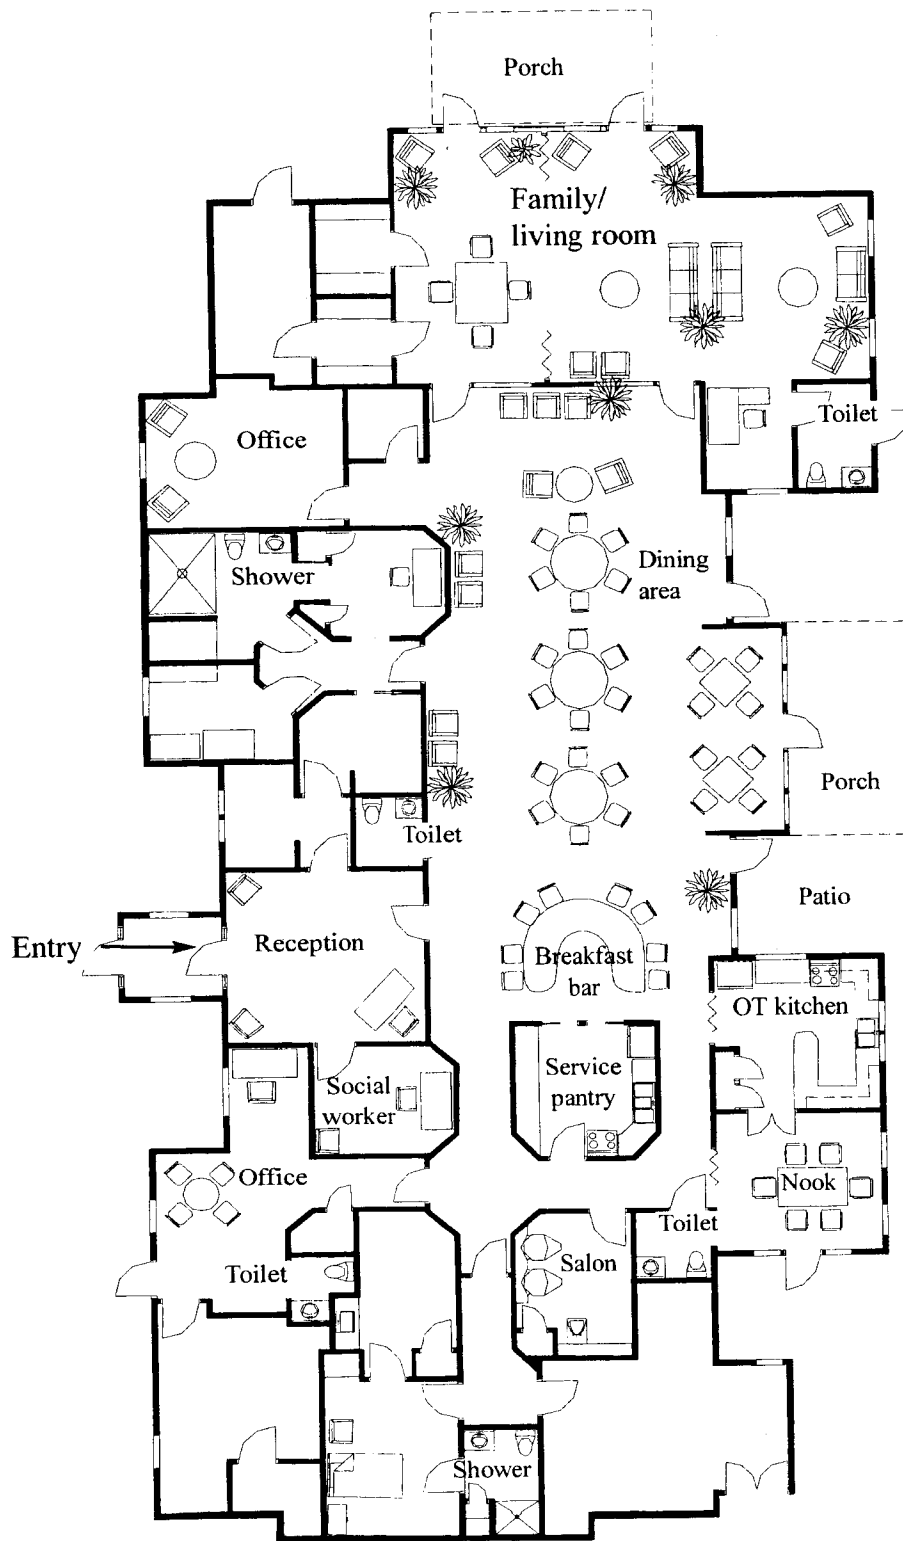 Porch
Family/
living room
Office
Toilet
Shower
Dining
area
Porch
Toilet
Patio
Entry
Reception
Breakfast
bar
OT kitchen
Social
worker
Service
pantry
Office
Nook
Toilet
Toilet
Salon
Shower